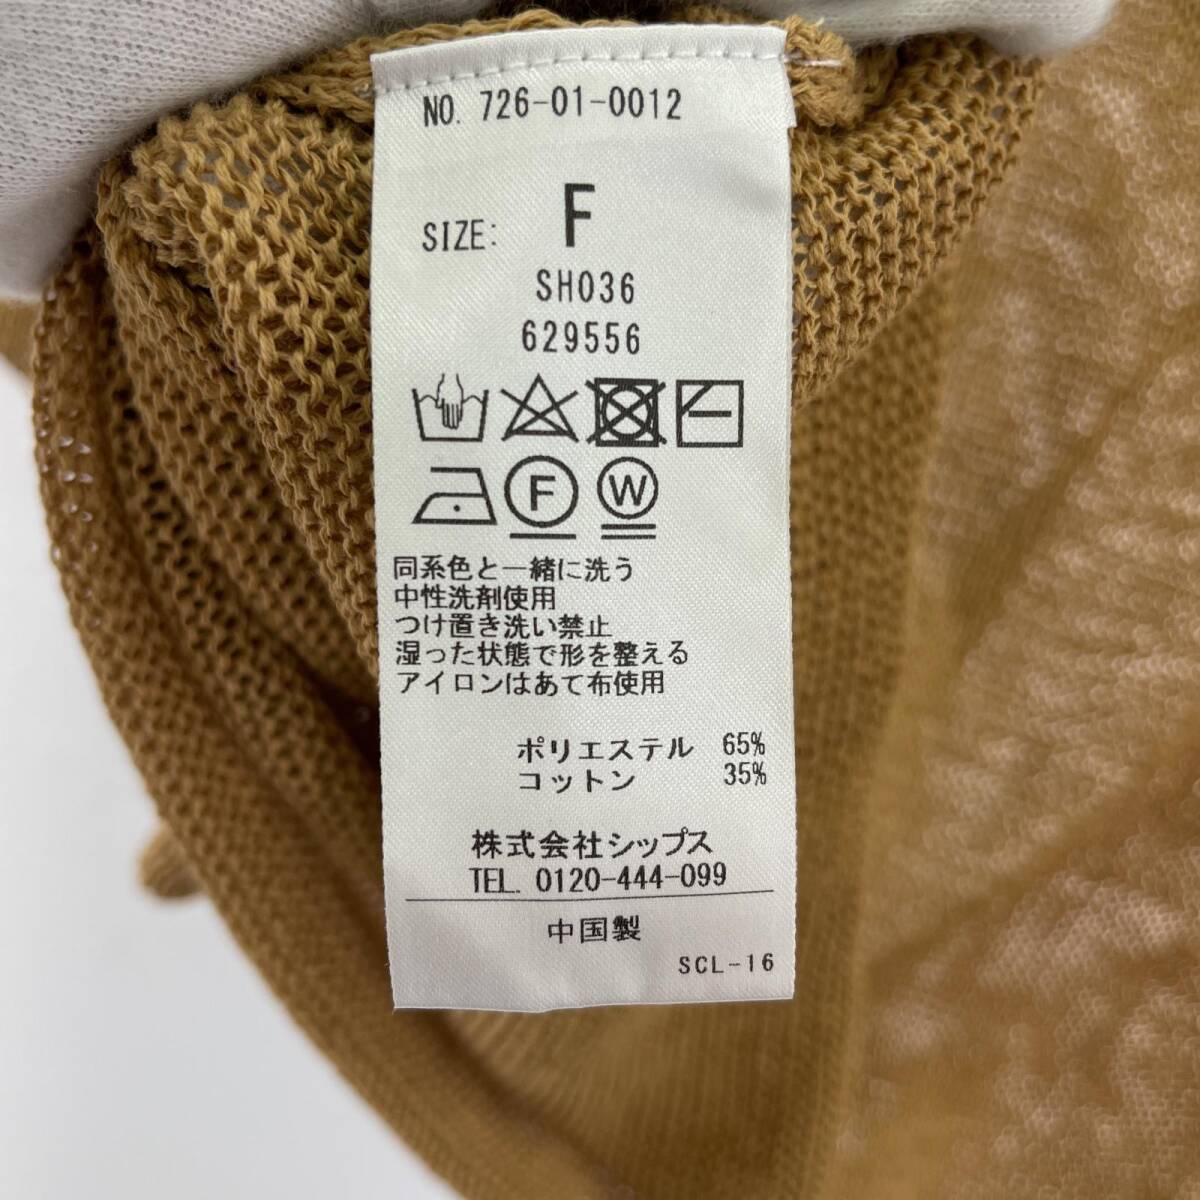 NO. 726-01-0012
SIZE: F
SH036
629556
F W
同系色と一緒に洗う
中性洗剤使用
つけ置き洗い禁止
湿った状態で形を整える
アイロンはあて布使用
ポリエステル 65%
コットン 35%
株式会社シップス
TEL. 0120-444-099
中国製
SCL-16